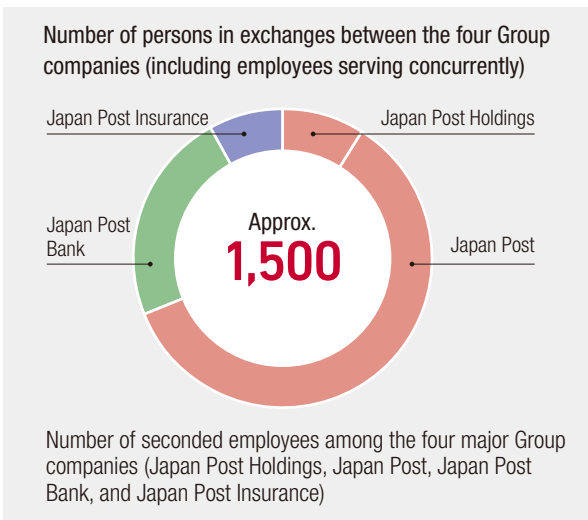 Number of persons in exchanges between the four Group
companies (including employees serving concurrently)
Japan Post Insurance
Japan Post Holdings
Japan Post
Bank
Japan Post
Approx.
1,500
Number of seconded employees among the four major Group
companies (Japan Post Holdings, Japan Post, Japan Post
Bank, and Japan Post Insurance)